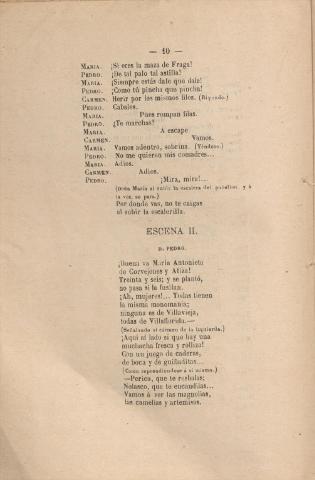 — 10 —
MARIA. ¡Si eres la maza de Fraga!
PEDRO. ¡De tal palo tal astilla!
MARIA. ¡Siempre estás dale que dale!
PEDRO. ¡Como tú pincha que pincha!
CARMEN. Herir por los mismos filos. (Riyendo.)
PEDRO. Cabales.
MARIA. Pues rompan filas.
PEDRO. ¿Te marchas?
MARIA. A escape
CARMEN. Vamos.
MARIA. Vamos adentro, sobrina. (Yéndose.)
PEDRO. No me quieras mis comadres...
MARIA. Adios.
CARMEN. Adios.
PEDRO. ¡Mira, mira!...
(Doña María al subir la escalera del pabellon, y á
la voz, se para.)
Por donde vas, no te caigas
al subir la escalerilla.
ESCENA II.
D. PEDRO.
¡Buena va María Antonieta
de Corvejones y Atiza!
Treinta y seis; y se plantó,
no pasa si la fusilan.
¡Ah, mujeres!... Todas tienen
la misma monomanía;
ninguna es de Villavieja,
todas de Villaflorida.—
(Señalando al número de la izquierda.)
¡Aquí al lado si que hay una
muchacha fresca y rolliza!
Con un juego de caderas,
de boca y de guiñaditas...
(Como reprendiéndose á si mismo.)
—Perico, que te resbalas;
Nolasco, que te encandilas...
Vamos á ver las magnolias,
las camelias y artemisas.